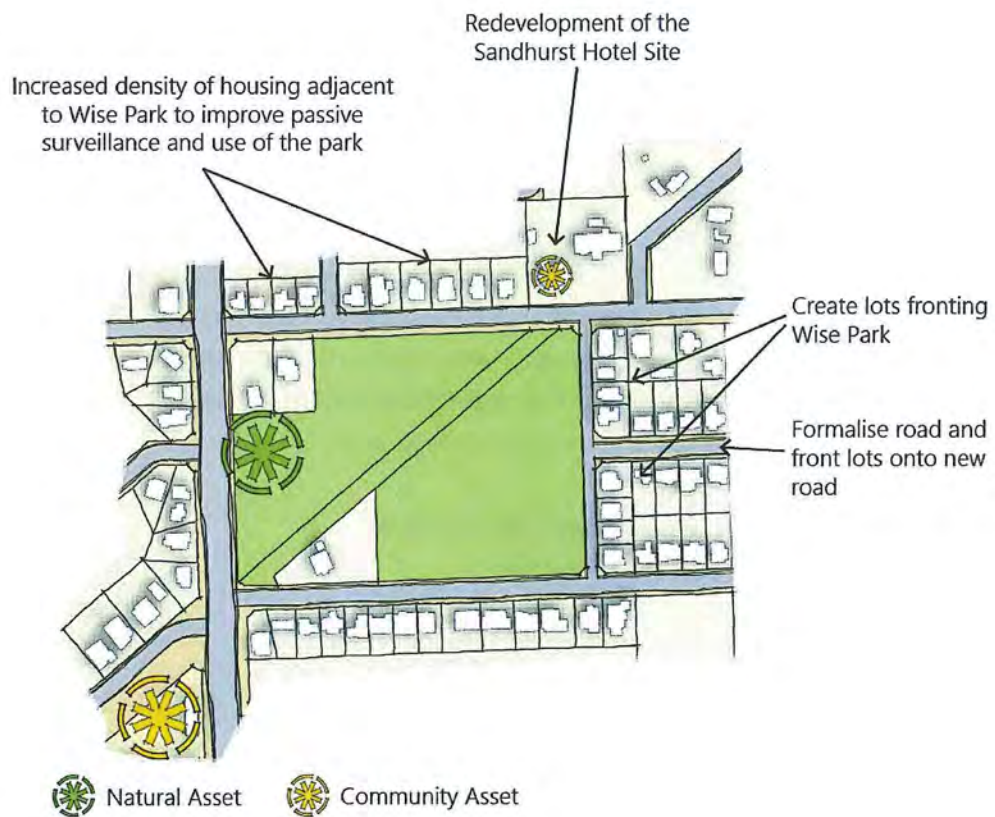 Redevelopment of the
Sandhurst Hotel Site
Increased density of housing adjacent
to Wise Park to improve passive
surveillance and use of the park
Create lots fronting
Wise Park
Formalise road and
front lots onto new
road
Natural Asset
Community Asset